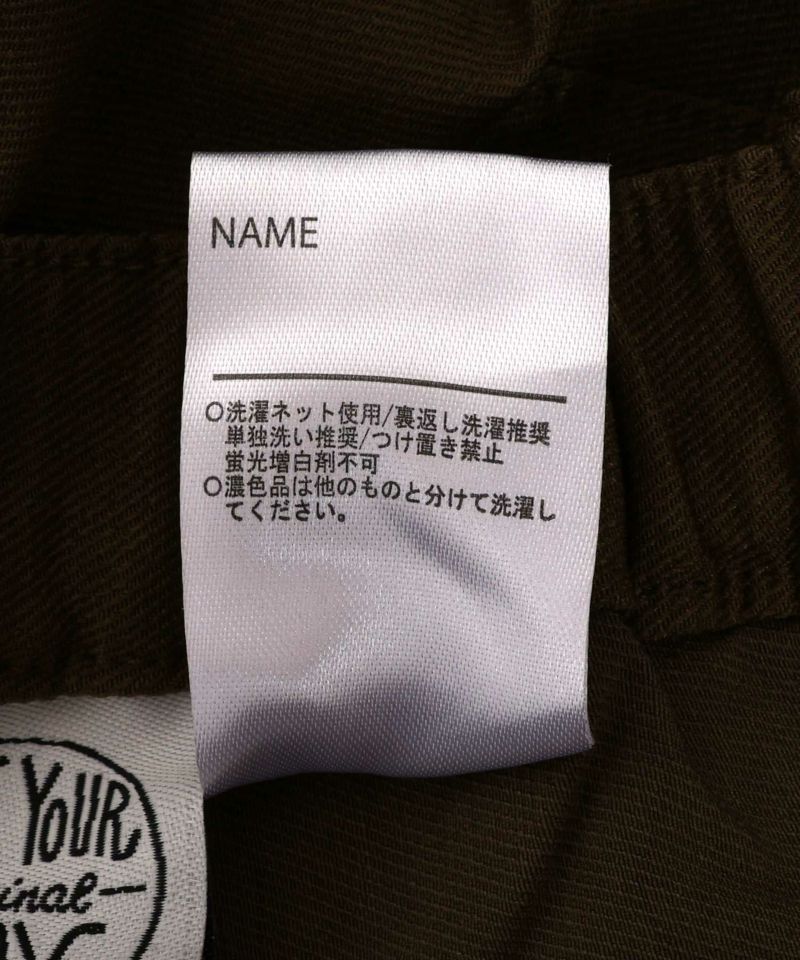 NAME
○洗濯ネット使用/裏返し洗濯推奨
単独洗い推奨/つけ置き禁止
蛍光増白剤不可
○濃色品は他のものと分けて洗濯し
てください。
YOUR